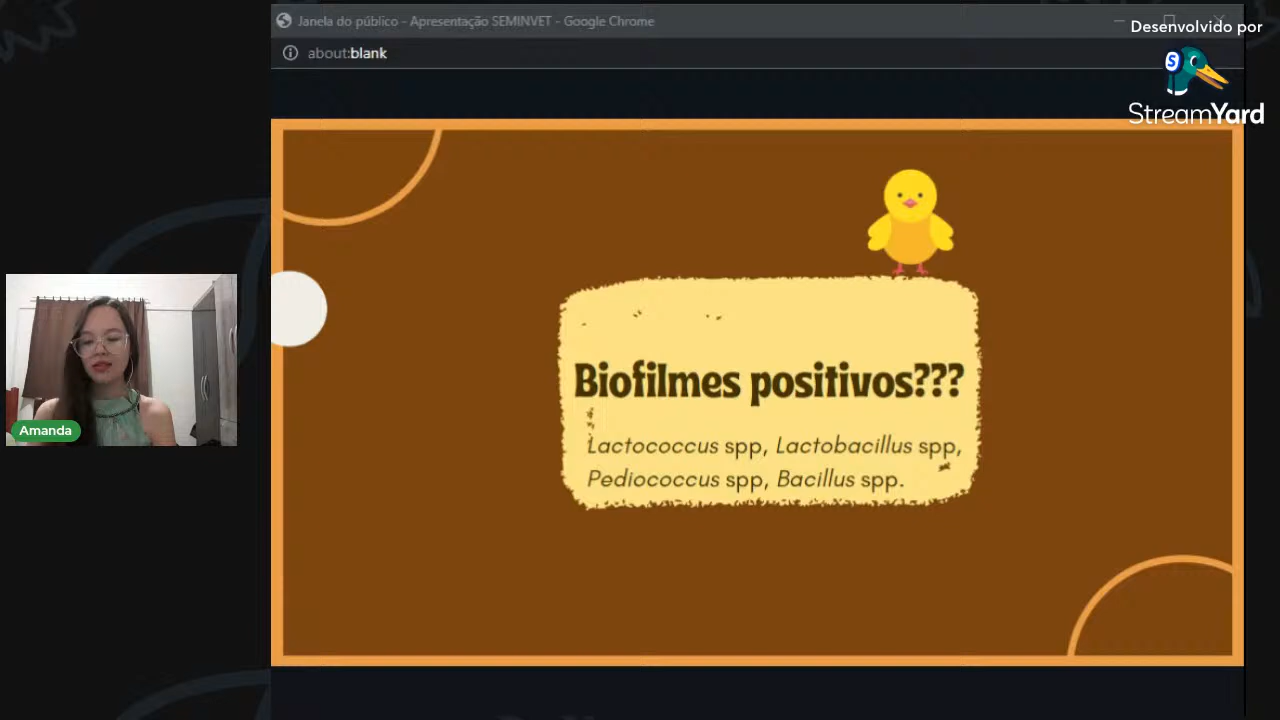 Janela do público - Apresentação SEMINVET - Google Chrome
about:blank
Desenvolvido por
StreamYard
Biofilmes positivos???
Lactococcus spp, Lactobacillus spp,
Pediococcus spp, Bacillus spp.
Amanda